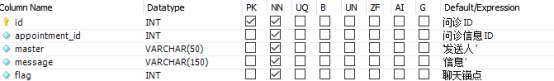 Column Name Datatype PK NN UQ B UN ZF AI G Default/Expression
id INT 问诊ID
appointment_id INT 问诊信息ID
master VARCHAR(50) '发送人'
message VARCHAR(150) '信息'
flag INT 聊天锚点